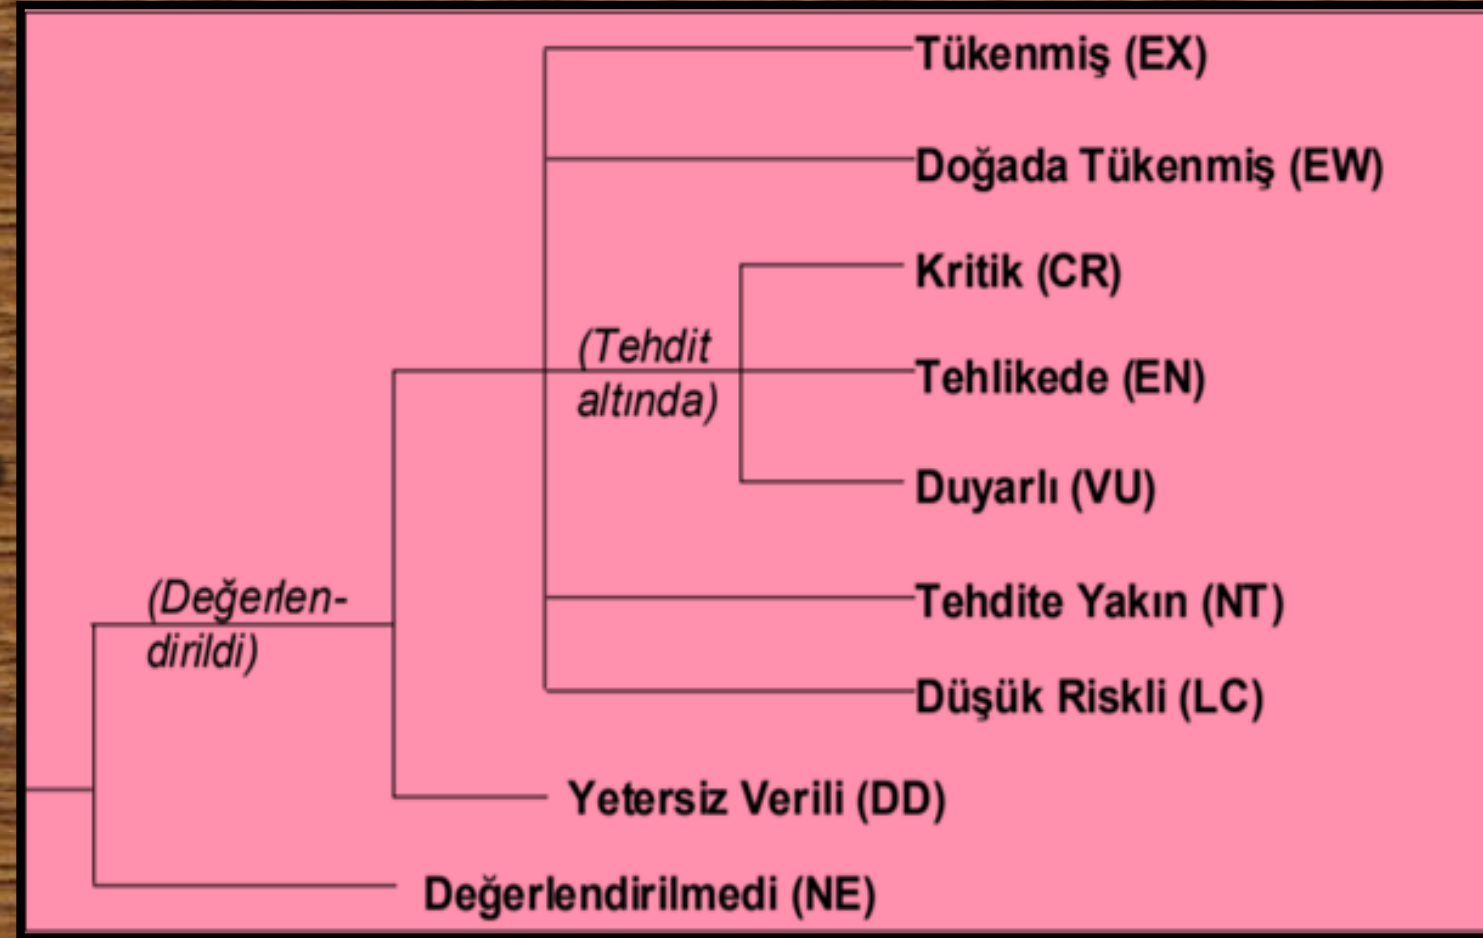 Tükenmiş (EX)
Doğada Tükenmiş (EW)
Kritik (CR)
(Tehdit
altında)
Tehlikede (EN)
Duyarlı (VU)
(Değerlen-
dirildi)
Tehdite Yakın (NT)
Düşük Riskli (LC)
Yetersiz Verili (DD)
Değerlendirilmedi (NE)